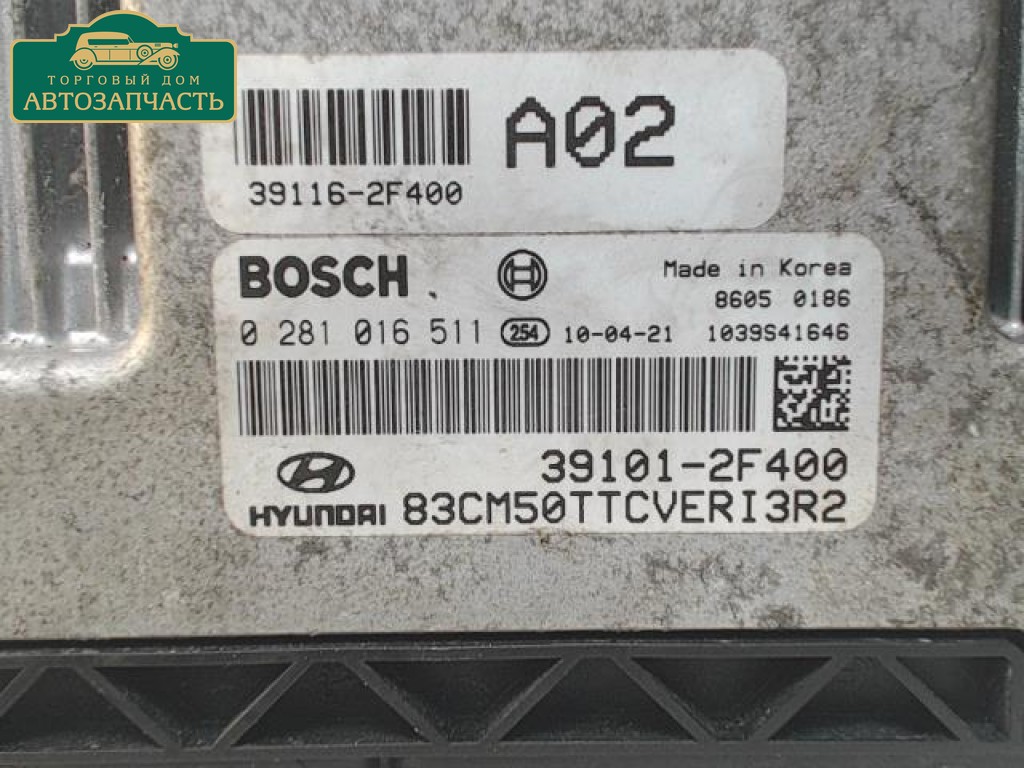 ТОРГОВЫЙ ДОМ
АВТОЗАПЧАСТЬ
A02
39116-2F400
BOSCH
Made in Korea
8605 0186
0 281 016 511 254 10-04-21 1039S41646
39101-2F400
HYUNDAI 83CM50TTCVERI3R2